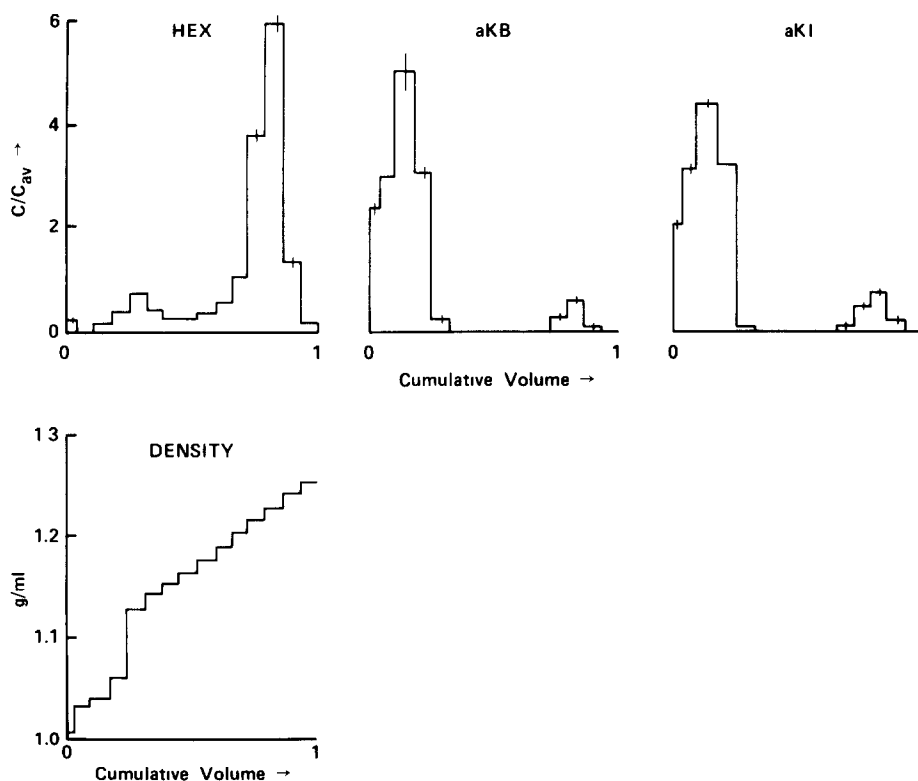 HEX
aKB
aKI
6
4
2
0
C/Cav →
0
1
0
1
0
Cumulative Volume →
DENSITY
1 3
1.2
1.1
1.0
g/ml
0
1
Cumulative Volume →